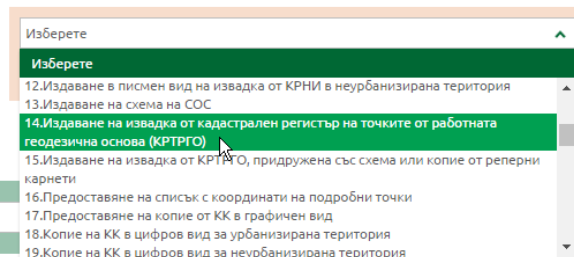 Изберете
Изберете
12.Издаване в писмен вид на извадка от КРНИ в неурбанизирана територия
13.Издаване на схема на СОС
14.Издаване на извадка от кадастрален регистър на точките от работната
геодезична основа (КРТРГО)
15.Издаване на извадка от КРТРГО, придружена със схема или копие от реперни
карнети
16.Предоставяне на списък с координати на подробни точки
17.Предоставяне на копие от КК в графичен вид
18.Копие на КК в цифров вид за урбанизирана територия
19.Копие на КК в цифров вид за неурбанизирана територия